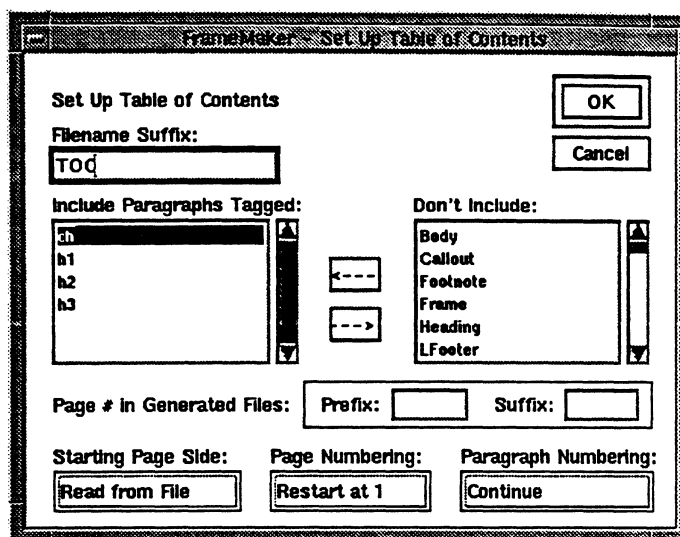 FrameMaker - Set Up Table of Contents
Set Up Table of Contents
OK
Filename Suffix:
Cancel
TOC
Include Paragraphs Tagged:
Don't Include:
ch
h1
h2
h3
<---
--->
Body
Callout
Footnote
Frame
Heading
LFooter
Page # in Generated Files:
Prefix:
Suffix:
Starting Page Side:
Page Numbering:
Paragraph Numbering:
Read from File
Restart at 1
Continue